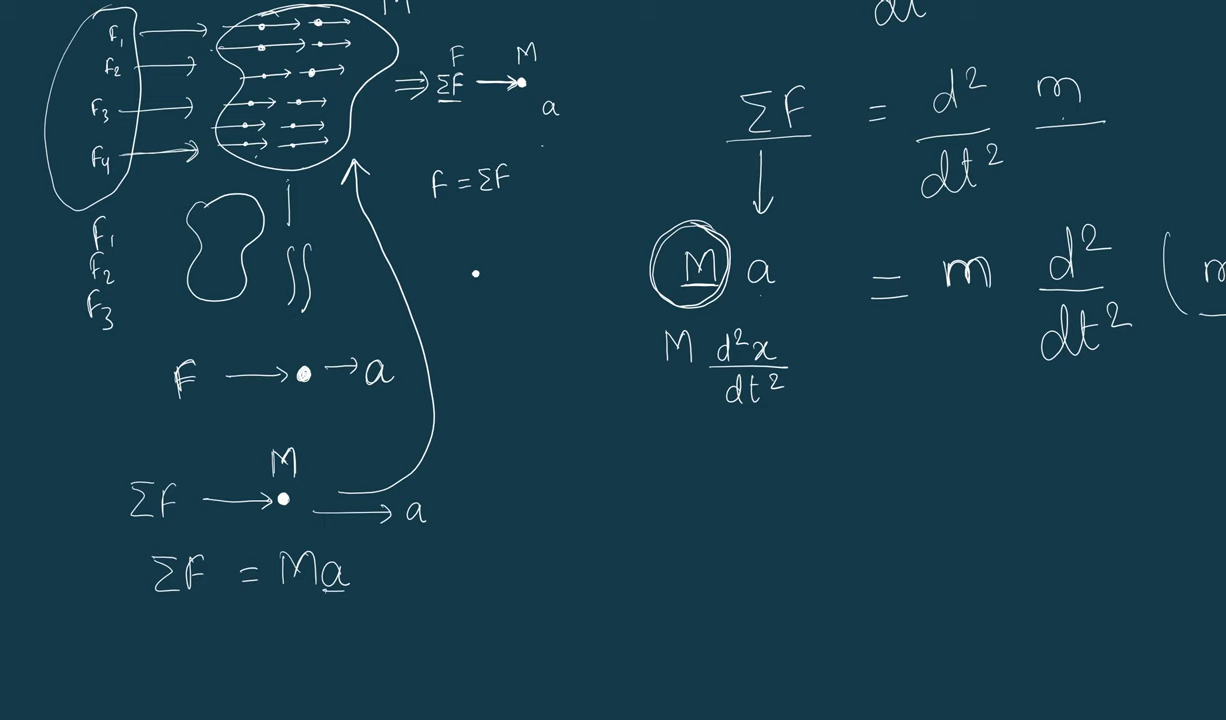 M
F₁
F₂
F₃
F₄
⇒ ΣF → M
F
a
F = ΣF
F₁
F₂
F₃
F → • → a
M
ΣF → • → a
ΣF = Ma
dt
ΣF = d²/dt² m
M a = m d²/dt² (
M d²x/dt²